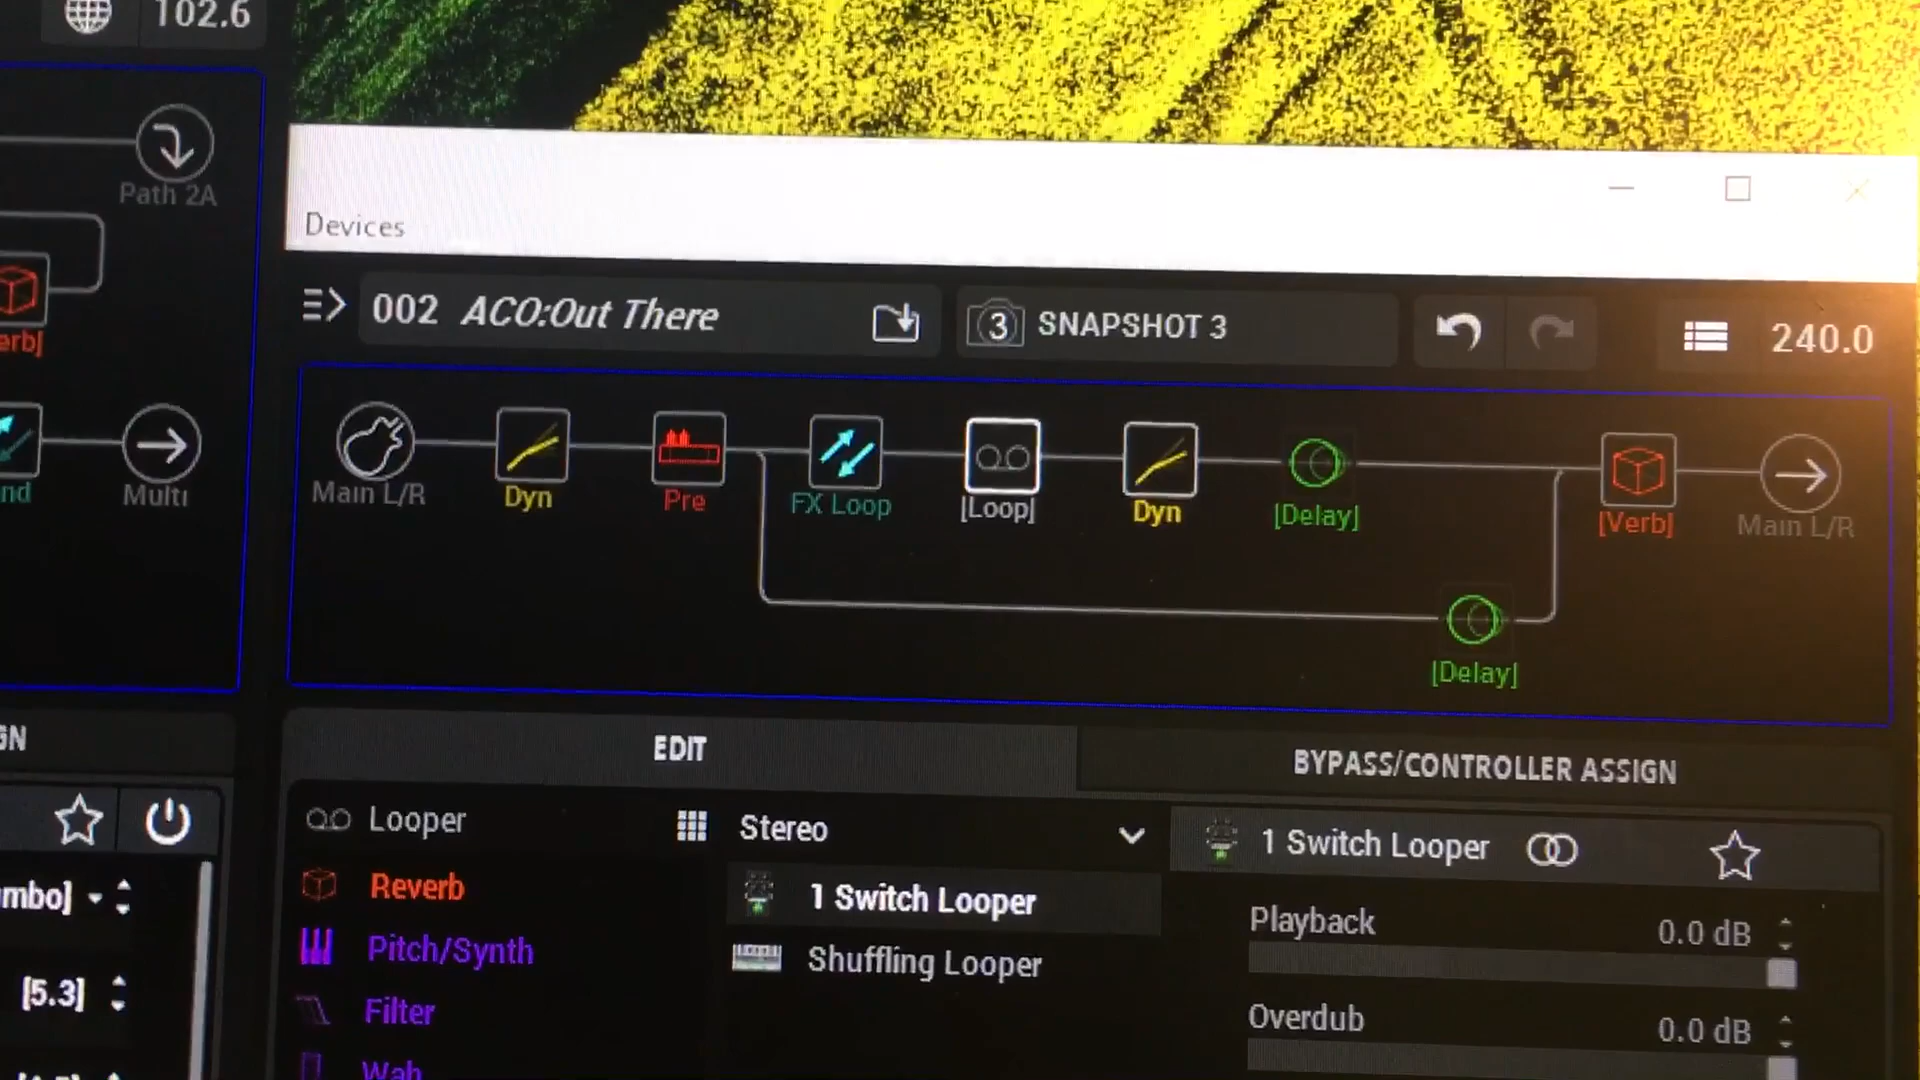 102.6
Path 2A
Devices
002 ACO:Out There
3 SNAPSHOT 3
240.0
erb]
Main L/R
Dyn
Pre
FX Loop
[Loop]
Dyn
[Delay]
[Verb]
Main L/R
nd
Multi
[Delay]
GN
EDIT
BYPASS/CONTROLLER ASSIGN
Looper
Stereo
1 Switch Looper
Reverb
1 Switch Looper
mbo]
Playback 0.0 dB
Pitch/Synth
Shuffling Looper
[5.3]
Filter
Overdub 0.0 dB
Wah